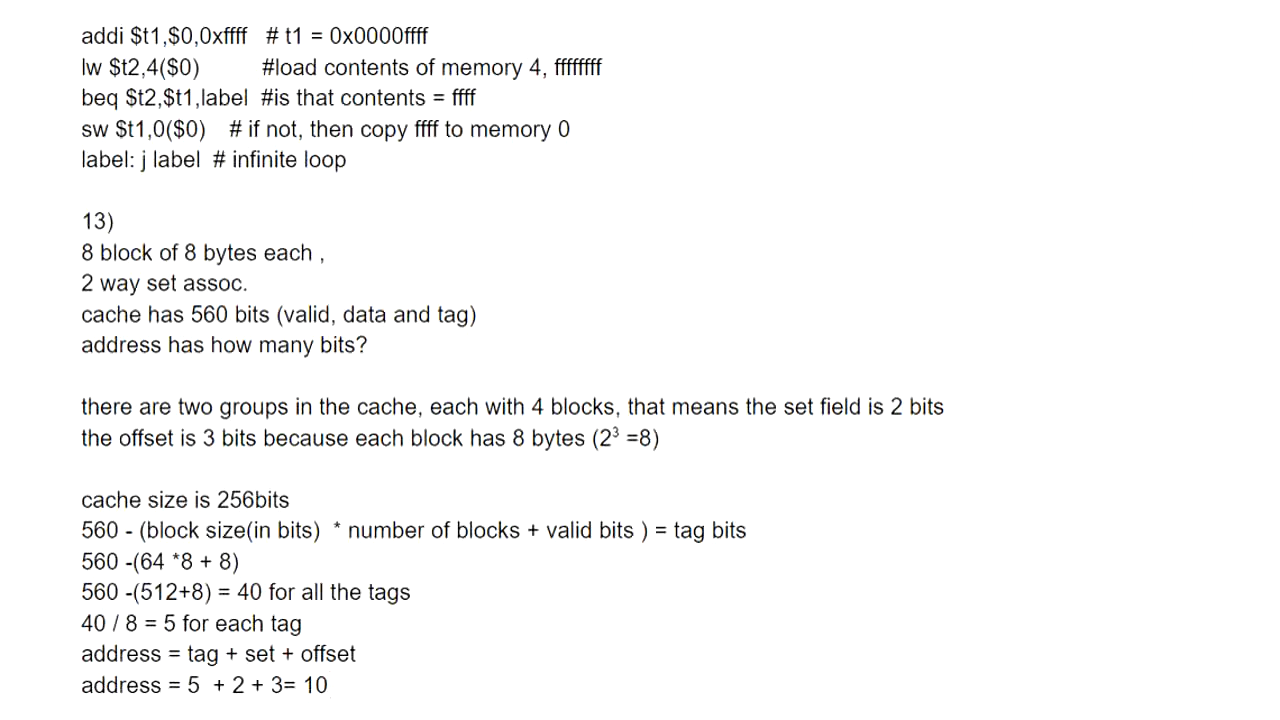 addi $t1,$0,0xffff # t1 = 0x0000ffff
lw $t2,4($0) #load contents of memory 4, ffffffff
beq $t2,$t1,label #is that contents = ffff
sw $t1,0($0) # if not, then copy ffff to memory 0
label: j label # infinite loop
13)
8 block of 8 bytes each ,
2 way set assoc.
cache has 560 bits (valid, data and tag)
address has how many bits?
there are two groups in the cache, each with 4 blocks, that means the set field is 2 bits
the offset is 3 bits because each block has 8 bytes (2³ =8)
cache size is 256bits
560 - (block size(in bits) * number of blocks + valid bits ) = tag bits
560 -(64 *8 + 8)
560 -(512+8) = 40 for all the tags
40 / 8 = 5 for each tag
address = tag + set + offset
address = 5 + 2 + 3= 10